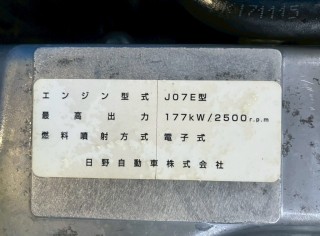 エンジン型式 J07E型
最高出力 177kW/2500r.p.m
燃料噴射方式 電子式
日野自動車株式会社